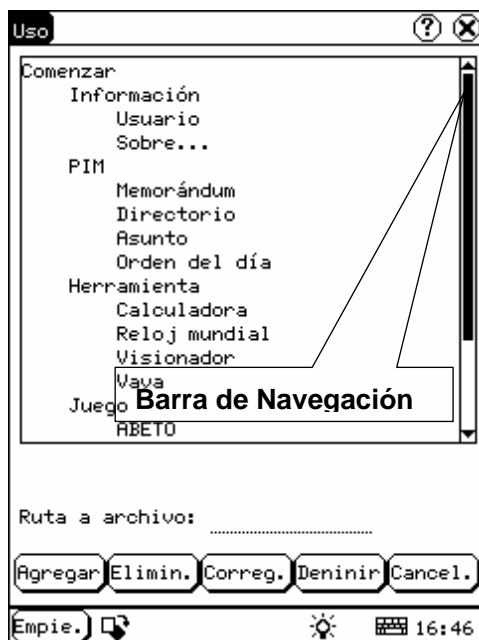 Uso
Comenzar
Información
Usuario
Sobre...
PIM
Memorándum
Directorio
Asunto
Orden del día
Herramienta
Calculadora
Reloj mundial
Visionador
Vaya
Barra de Navegación
Juego
ABETO
Ruta a archivo:
Agregar Elimin. Correg. Deninir Cancel.
Empie. 16:46